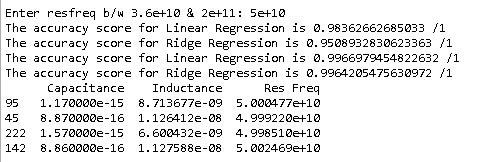 Enter resfreq b/w 3.6e+10 & 2e+11: 5e+10
The accuracy score for Linear Regression is 0.98362662685033 /1
The accuracy score for Ridge Regression is 0.9508932830623363 /1
The accuracy score for Linear Regression is 0.9966979454822632 /1
The accuracy score for Ridge Regression is 0.9964205475630972 /1
Capacitance Inductance Res Freq
95 1.170000e-15 8.713677e-09 5.000477e+10
45 8.870000e-16 1.126412e-08 4.999220e+10
222 1.570000e-15 6.600432e-09 4.998510e+10
142 8.860000e-16 1.127588e-08 5.002469e+10